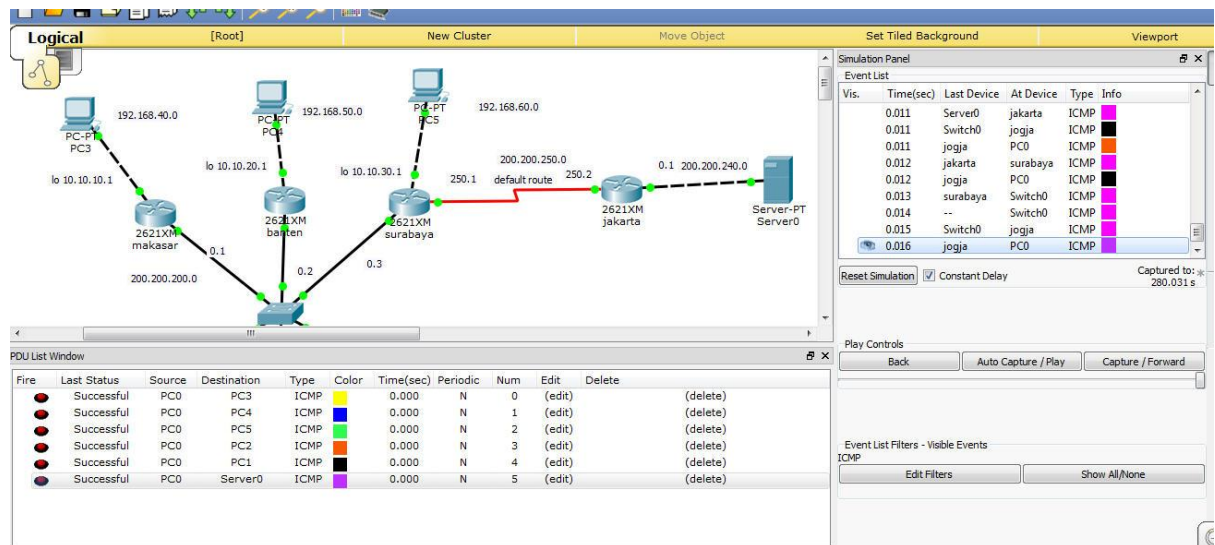 Logical
[Root]
New Cluster
Move Object
Set Tiled Background
Viewport
192.168.40.0
PC-PT
PC3
lo 10.10.10.1
2621XM
makasar
0.1
200.200.200.0
192.168.50.0
PC-PT
PC4
lo 10.10.20.1
2621XM
banten
0.2
192.168.60.0
PC-PT
PC5
lo 10.10.30.1
2621XM
surabaya
0.3
250.1
200.200.250.0
default route
250.2
2621XM
jakarta
0.1 200.200.240.0
Server-PT
Server0
Simulation Panel
Event List
Vis. Time(sec) Last Device At Device Type Info
0.011 Server0 jakarta ICMP
0.011 Switch0 jogja ICMP
0.011 jogja PC0 ICMP
0.012 jakarta surabaya ICMP
0.012 jogja PC0 ICMP
0.013 surabaya Switch0 ICMP
0.014 -- Switch0 ICMP
0.015 Switch0 jogja ICMP
0.016 jogja PC0 ICMP
Reset Simulation Constant Delay
Captured to: *
280.031 s
Play Controls
Back Auto Capture / Play Capture / Forward
Event List Filters - Visible Events
ICMP
Edit Filters Show All/None
PDU List Window
Fire Last Status Source Destination Type Color Time(sec) Periodic Num Edit Delete
Successful PC0 PC3 ICMP 0.000 N 0 (edit) (delete)
Successful PC0 PC4 ICMP 0.000 N 1 (edit) (delete)
Successful PC0 PC5 ICMP 0.000 N 2 (edit) (delete)
Successful PC0 PC2 ICMP 0.000 N 3 (edit) (delete)
Successful PC0 PC1 ICMP 0.000 N 4 (edit) (delete)
Successful PC0 Server0 ICMP 0.000 N 5 (edit) (delete)